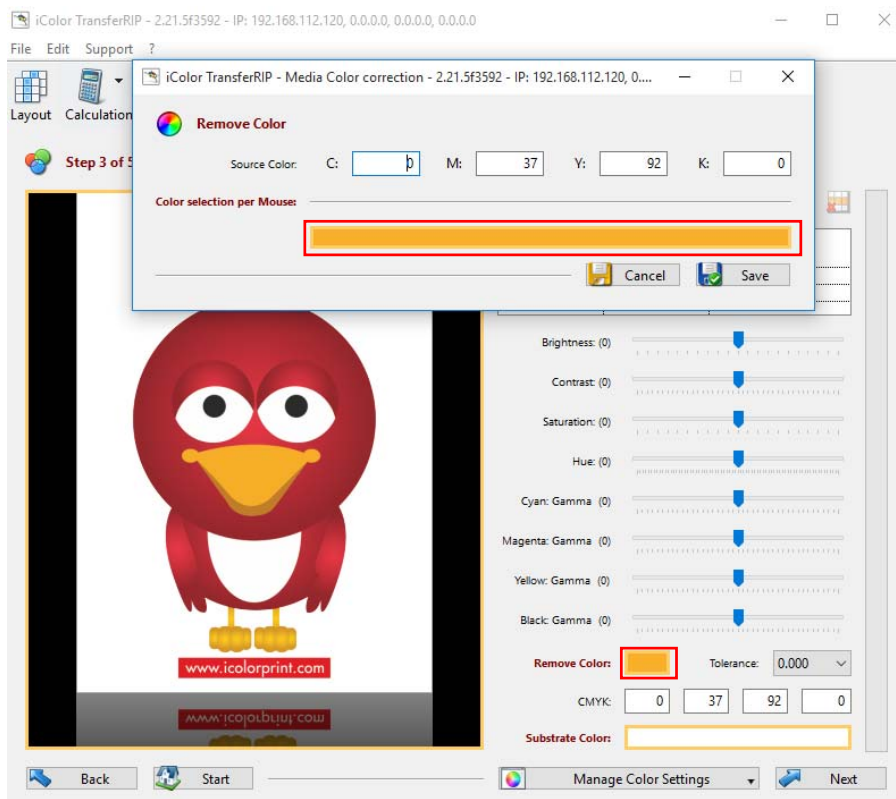 iColor TransferRIP - 2.21.5f3592 - IP: 192.168.112.120, 0.0.0.0, 0.0.0.0, 0.0.0.0
File Edit Support ?
iColor TransferRIP - Media Color correction - 2.21.5f3592 - IP: 192.168.112.120, 0....
Layout Calculation
Remove Color
Step 3 of 5
Source Color: C: 0 M: 37 Y: 92 K: 0
Color selection per Mouse:
Cancel Save
Brightness: (0)
Contrast: (0)
Saturation: (0)
Hue: (0)
Cyan: Gamma (0)
Magenta: Gamma (0)
Yellow: Gamma (0)
Black: Gamma (0)
Remove Color: Tolerance: 0.000
www.icolorprint.com
CMYK: 0 37 92 0
www.icolorprint.com
Substrate Color:
Back Start Manage Color Settings Next